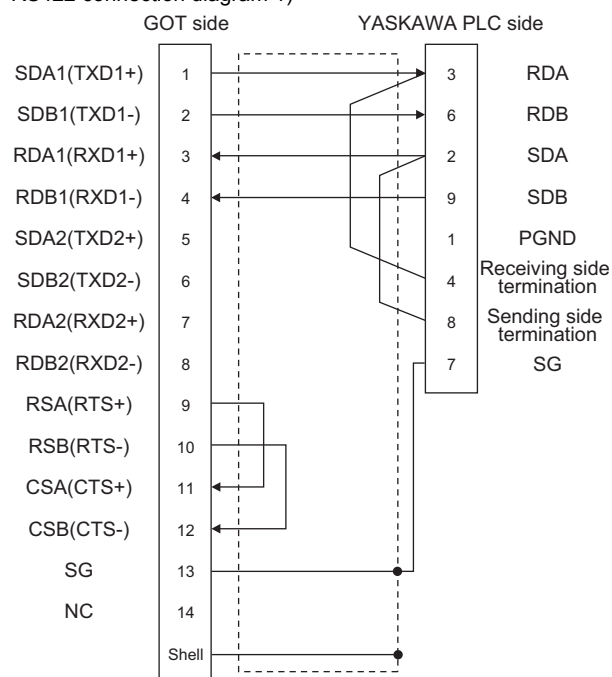 RS422 connection diagram 1)
GOT side
YASKAWA PLC side
SDA1(TXD1+) 1 3 RDA
SDB1(TXD1-) 2 6 RDB
RDA1(RXD1+) 3 2 SDA
RDB1(RXD1-) 4 9 SDB
SDA2(TXD2+) 5 1 PGND
SDB2(TXD2-) 6 4 Receiving side
termination
RDA2(RXD2+) 7 8 Sending side
termination
RDB2(RXD2-) 8 7 SG
RSA(RTS+) 9
RSB(RTS-) 10
CSA(CTS+) 11
CSB(CTS-) 12
SG 13
NC 14
Shell